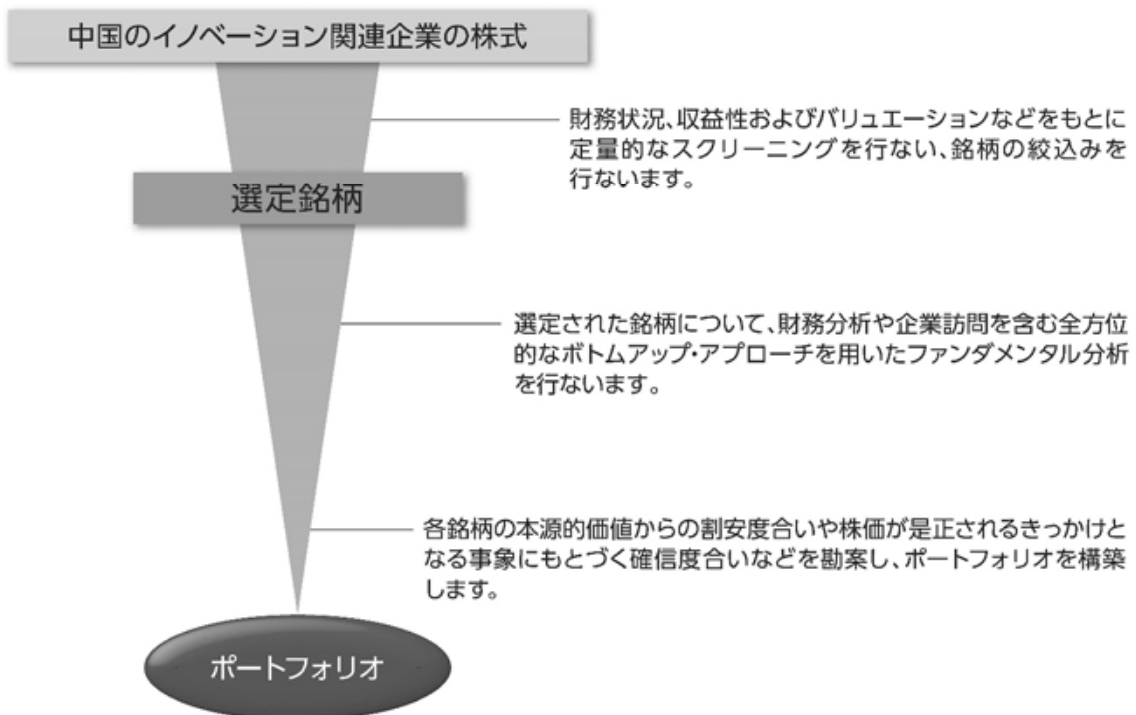 中国のイノベーション関連企業の株式
財務状況、収益性およびバリュエーションなどをもとに
定量的なスクリーニングを行ない、銘柄の絞込みを
行ないます。
選定銘柄
選定された銘柄について、財務分析や企業訪問を含む全方位
的なボトムアップ・アプローチを用いたファンダメンタル分析
を行ないます。
各銘柄の本源的価値からの割安度合いや株価が是正されるきっかけと
なる事象にもとづく確信度合いなどを勘案し、ポートフォリオを構築
します。
ポートフォリオ